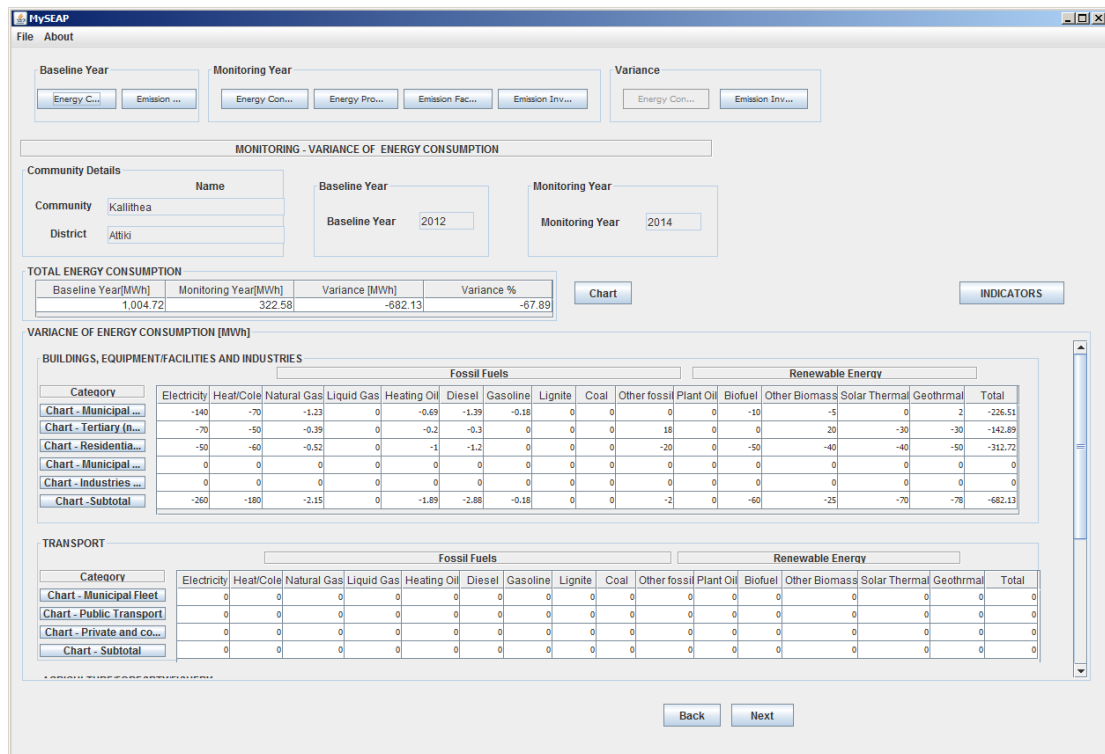 MySEAP
File About
Baseline Year Monitoring Year Variance
Energy C... Emission ... Energy Con... Energy Pro... Emission Fac... Emission Inv... Energy Con... Emission Inv...
MONITORING - VARIANCE OF ENERGY CONSUMPTION
Community Details
Name
Community Kallithea
District Attiki
Baseline Year
Baseline Year 2012
Monitoring Year
Monitoring Year 2014
TOTAL ENERGY CONSUMPTION
Baseline Year[MWh] Monitoring Year[MWh] Variance [MWh] Variance %
1,004.72 322.58 -682.13 -67.89
Chart
INDICATORS
VARIACNE OF ENERGY CONSUMPTION [MWh]
BUILDINGS, EQUIPMENT/FACILITIES AND INDUSTRIES
Fossil Fuels Renewable Energy
Category Electricity Heat/Cole Natural Gas Liquid Gas Heating Oil Diesel Gasoline Lignite Coal Other fossil Plant Oil Biofuel Other Biomass Solar Thermal Geothrmal Total
Chart - Municipal ... -140 -70 -1.23 0 -0.69 -1.39 -0.18 0 0 0 0 -10 -5 0 2 -226.51
Chart - Tertiary (n... -70 -50 -0.39 0 -0.2 -0.3 0 0 0 18 0 0 20 -30 -30 -142.89
Chart - Residentia... -50 -60 -0.52 0 -1 -1.2 0 0 0 -20 0 -50 -40 -40 -50 -312.72
Chart - Municipal ... 0 0 0 0 0 0 0 0 0 0 0 0 0 0 0 0
Chart - Industries ... 0 0 0 0 0 0 0 0 0 0 0 0 0 0 0 0
Chart -Subtotal -260 -180 -2.15 0 -1.89 -2.88 -0.18 0 0 -2 0 -60 -25 -70 -78 -682.13
TRANSPORT
Fossil Fuels Renewable Energy
Category Electricity Heat/Cole Natural Gas Liquid Gas Heating Oil Diesel Gasoline Lignite Coal Other fossil Plant Oil Biofuel Other Biomass Solar Thermal Geothrmal Total
Chart - Municipal Fleet 0 0 0 0 0 0 0 0 0 0 0 0 0 0 0 0
Chart - Public Transport 0 0 0 0 0 0 0 0 0 0 0 0 0 0 0 0
Chart - Private and co... 0 0 0 0 0 0 0 0 0 0 0 0 0 0 0 0
Chart - Subtotal 0 0 0 0 0 0 0 0 0 0 0 0 0 0 0 0
Back Next